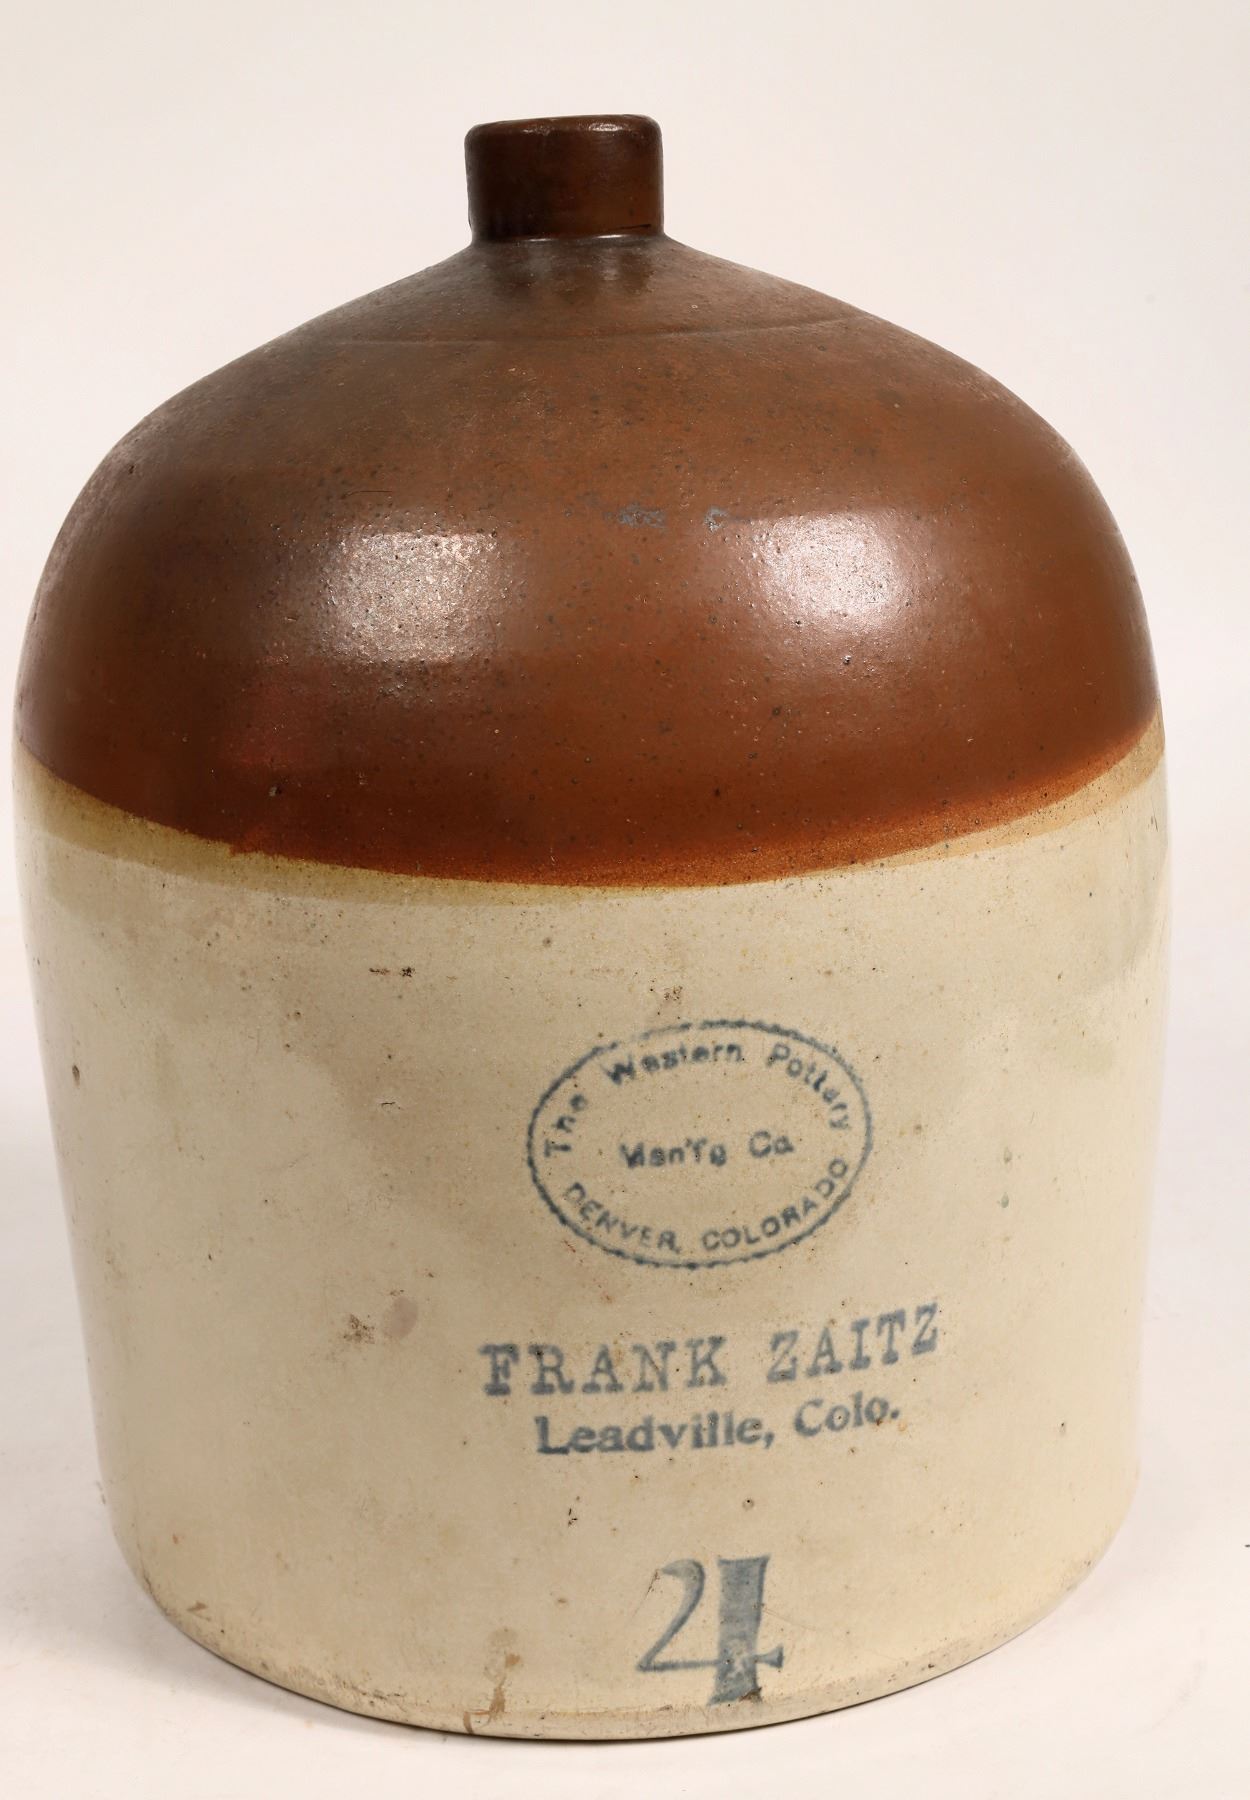 The Western Pottery
Man'f'g Co.
DENVER, COLORADO
FRANK ZAITZ
Leadville, Colo.
4